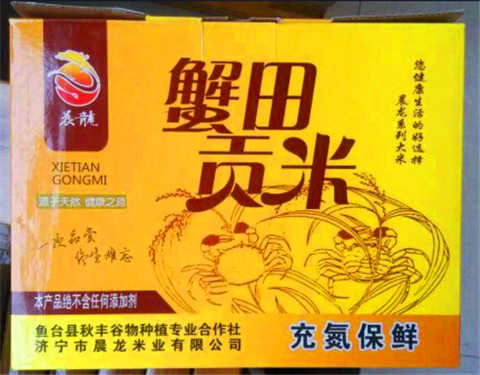 晨龍
蟹田
贡米
您健康生活的好选择
晨龙系列大米
XIETIAN
GONGMI
源于天然 健康之选
一次品尝
终生难忘
本产品绝不含任何添加剂
鱼台县秋丰谷物种植专业合作社
济宁市晨龙米业有限公司
充氮保鲜